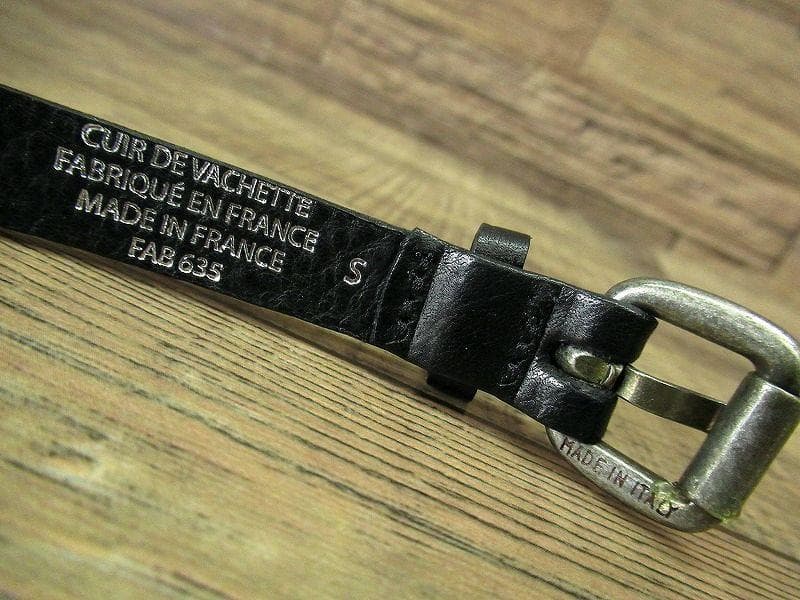 CUIR DE VACHETTE
FABRIQUÉ EN FRANCE
MADE IN FRANCE
FAB 635
S
MADE IN ITALY